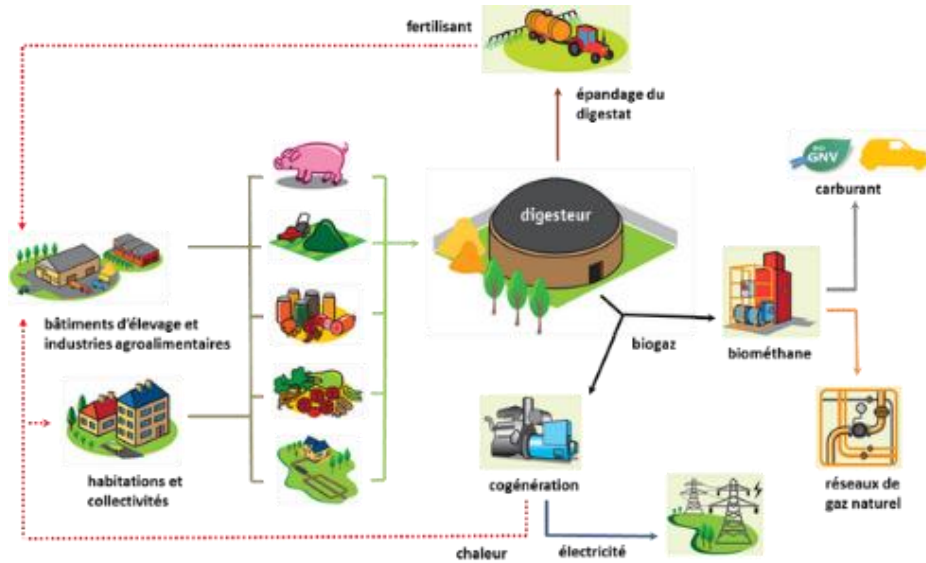 fertilisant
épandage du
digestat
BIO
GNV
carburant
digesteur
bâtiments d'élevage et
industries agroalimentaires
biogaz
biométhane
habitations et
collectivités
cogénération
réseaux de
gaz naturel
chaleur
électricité